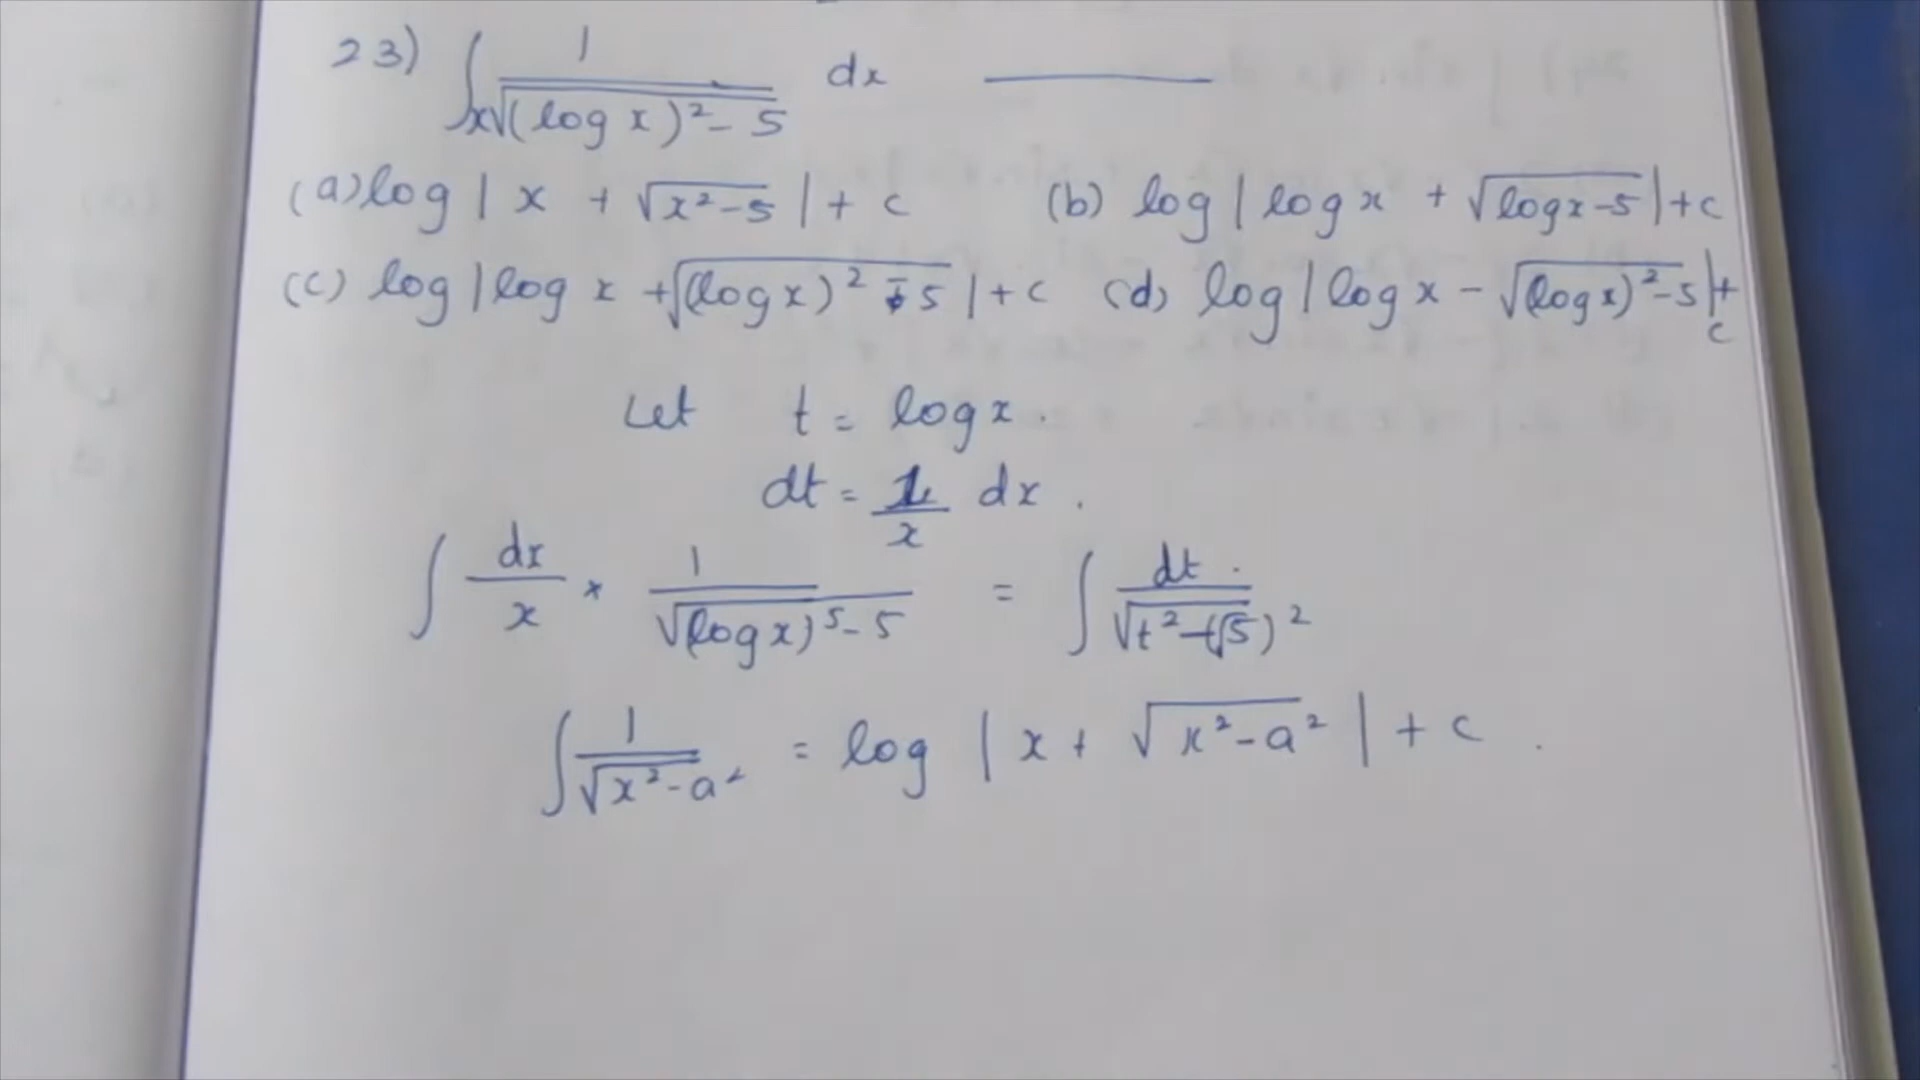 23) ∫ 1/(x√((log x)² - 5)) dx ______
(a) log | x + √(x² - 5) | + c (b) log | log x + √(log x - 5) | + c
(c) log | log x + √((log x)² - 5) | + c (d) log | log x - √((log x)² - 5) | + c
Let t = log x.
dt = 1/x dx.
∫ dx/x × 1/√((log x)⁵ - 5) = ∫ dt/√(t² - (√5)²)
∫ 1/√(x² - a²) = log | x + √(x² - a²) | + c.